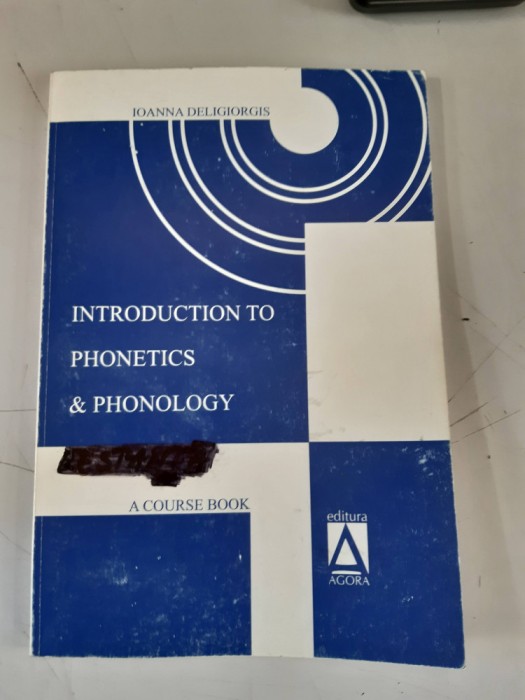 IOANNA DELIGIORGIS
INTRODUCTION TO
PHONETICS
& PHONOLOGY
A COURSE BOOK
editura
AGORA